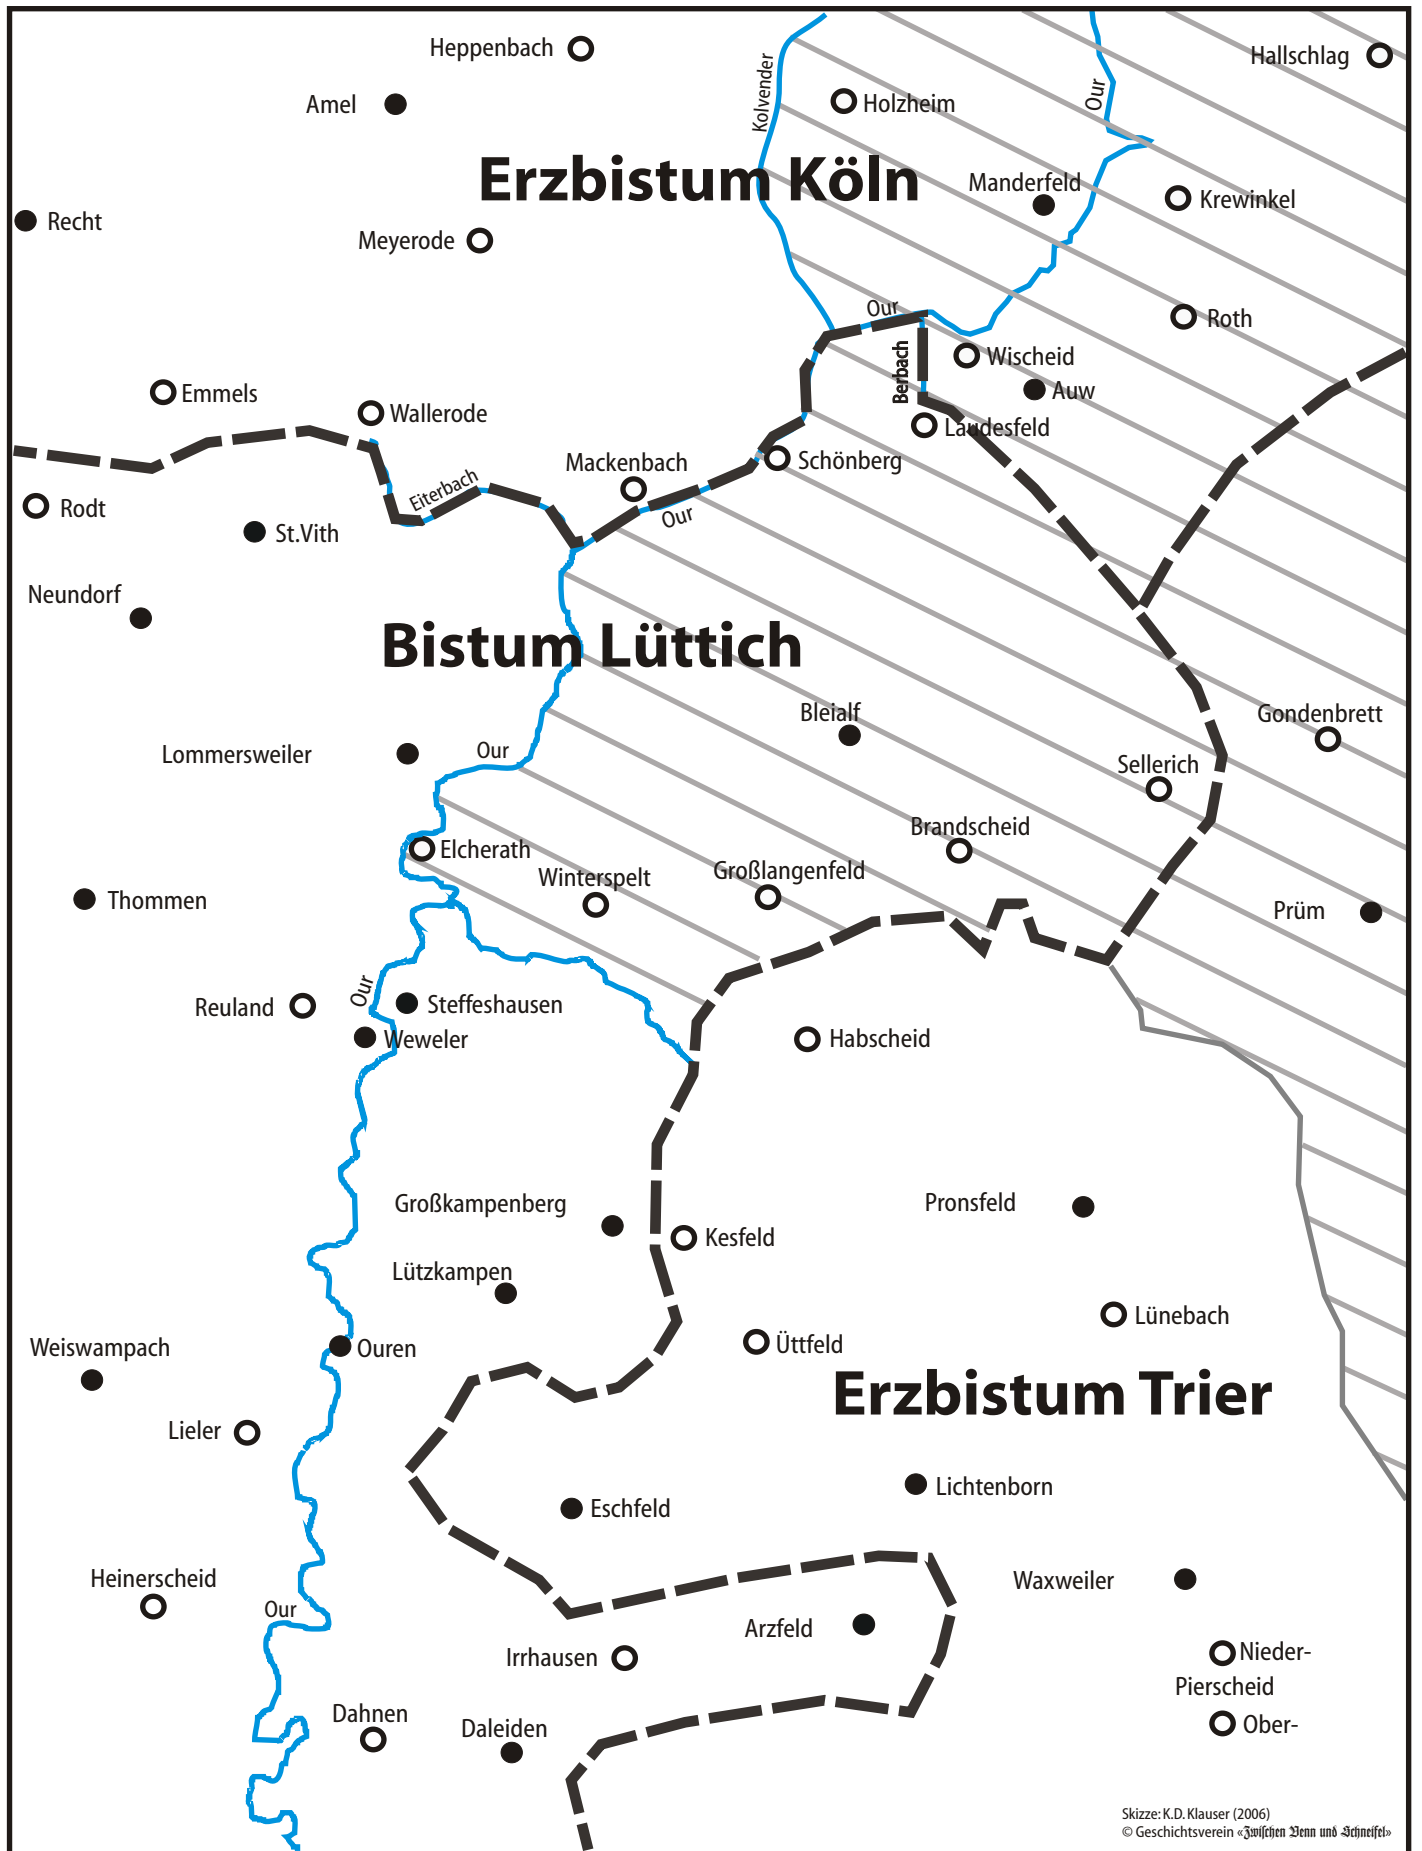 Heppenbach
Hallschlag
Amel
Kolvender
Holzheim
Our
Erzbistum Köln
Manderfeld
Krewinkel
Recht
Meyerode
Our
Roth
Berbach
Wischeid
Auw
Emmels
Wallerode
Laudesfeld
Mackenbach
Schönberg
Eiterbach
Rodt
Our
St.Vith
Neundorf
Bistum Lüttich
Bleialf
Gondenbrett
Lommersweiler
Our
Sellerich
Brandscheid
Elcherath
Winterspelt
Großlangenfeld
Thommen
Prüm
Our
Reuland
Steffeshausen
Weweler
Habscheid
Großkampenberg
Pronsfeld
Kesfeld
Lützkampen
Lünebach
Weiswampach
Ouren
Üttfeld
Erzbistum Trier
Lieler
Lichtenborn
Eschfeld
Heinerscheid
Waxweiler
Our
Arzfeld
Irrhausen
Nieder-
Pierscheid
Ober-
Dahnen
Daleiden
Skizze: K.D. Klauser (2006)
© Geschichtsverein «Zwischen Venn und Schneifel»